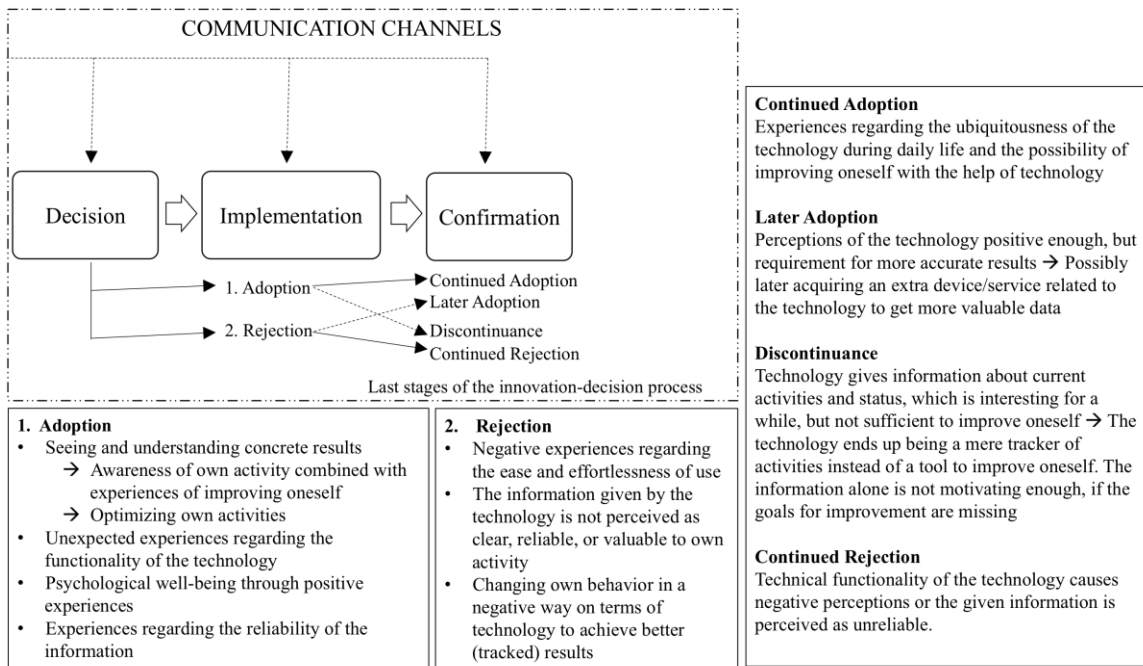 COMMUNICATION CHANNELS
Decision
Implementation
Confirmation
1. Adoption
2. Rejection
Continued Adoption
Later Adoption
Discontinuance
Continued Rejection
Last stages of the innovation-decision process
1. Adoption
• Seeing and understanding concrete results
→ Awareness of own activity combined with
experiences of improving oneself
→ Optimizing own activities
• Unexpected experiences regarding the
functionality of the technology
• Psychological well-being through positive
experiences
• Experiences regarding the reliability of the
information
2. Rejection
• Negative experiences regarding
the ease and effortlessness of use
• The information given by the
technology is not perceived as
clear, reliable, or valuable to own
activity
• Changing own behavior in a
negative way on terms of
technology to achieve better
(tracked) results
Continued Adoption
Experiences regarding the ubiquitousness of the
technology during daily life and the possibility of
improving oneself with the help of technology
Later Adoption
Perceptions of the technology positive enough, but
requirement for more accurate results → Possibly
later acquiring an extra device/service related to
the technology to get more valuable data
Discontinuance
Technology gives information about current
activities and status, which is interesting for a
while, but not sufficient to improve oneself → The
technology ends up being a mere tracker of
activities instead of a tool to improve oneself. The
information alone is not motivating enough, if the
goals for improvement are missing
Continued Rejection
Technical functionality of the technology causes
negative perceptions or the given information is
perceived as unreliable.